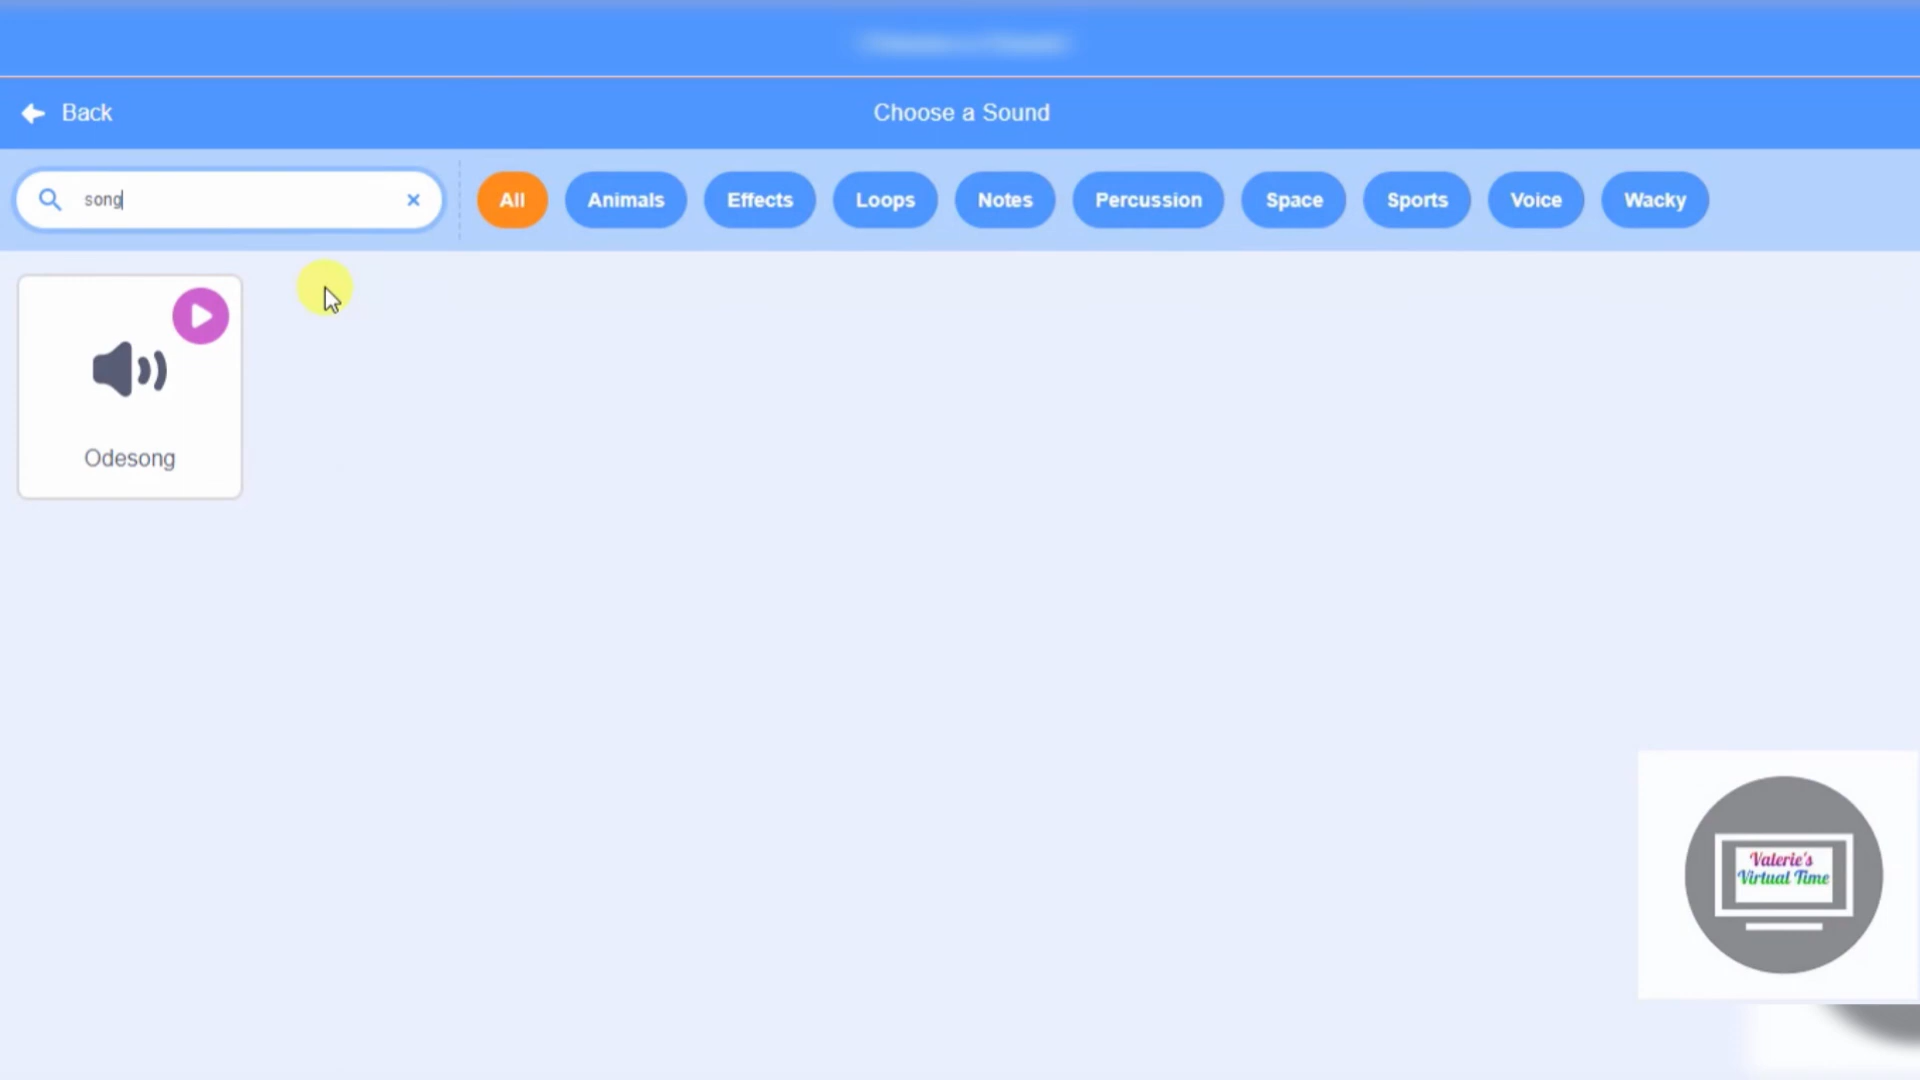 Back
Choose a Sound
song
All
Animals
Effects
Loops
Notes
Percussion
Space
Sports
Voice
Wacky
Odesong
Valerie's
Virtual Time